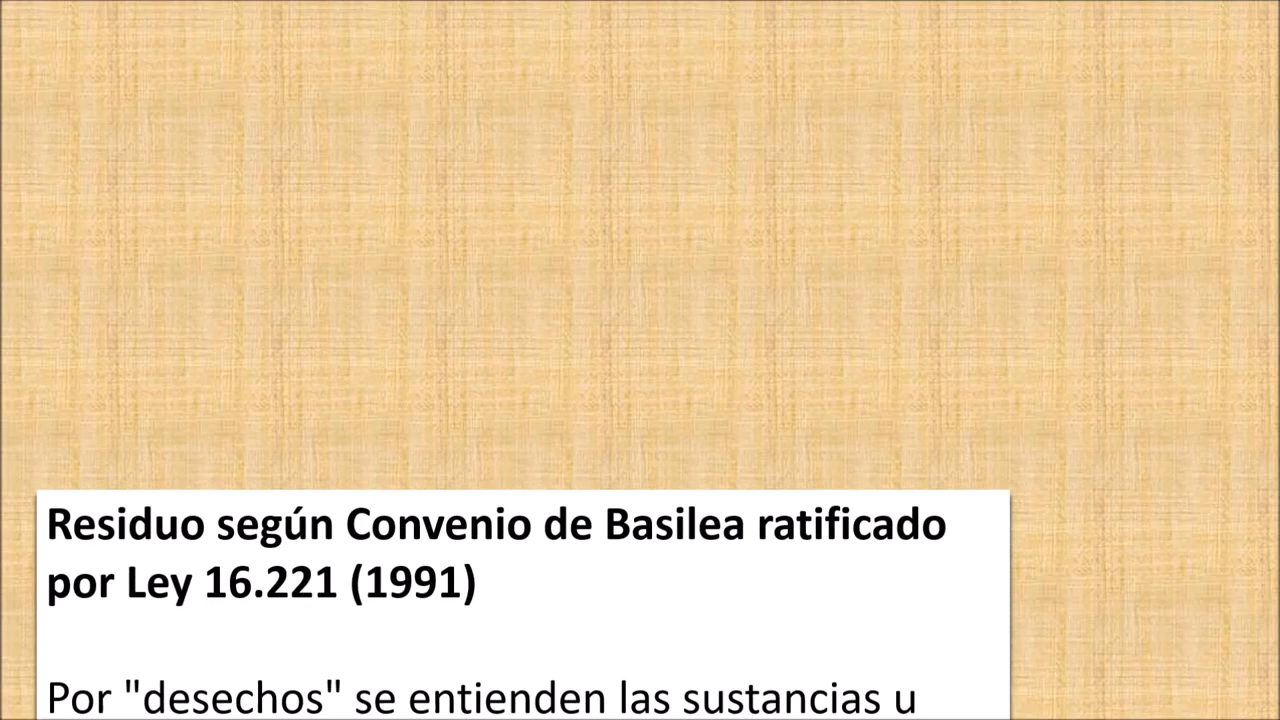 Residuo según Convenio de Basilea ratificado
por Ley 16.221 (1991)
Por "desechos" se entienden las sustancias u